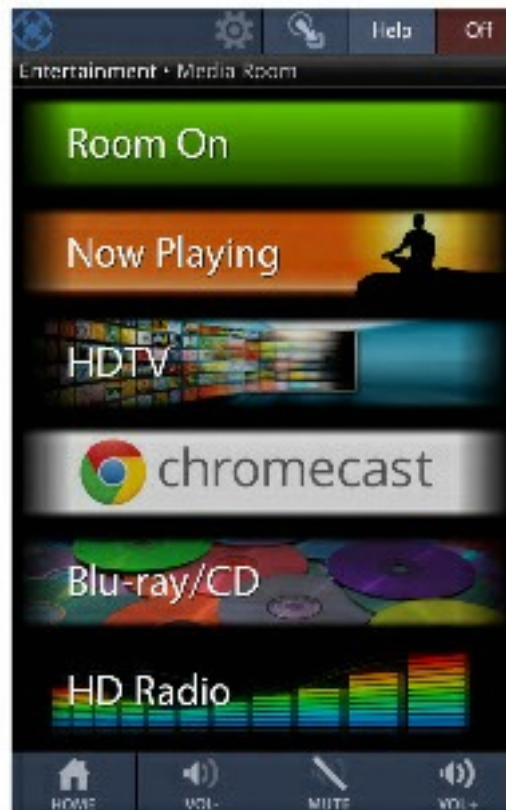 Help Off
Entertainment • Media Room
Room On
Now Playing
HDTV
chromecast
Blu-ray/CD
HD Radio
HOME VOL- MUTE VOL+